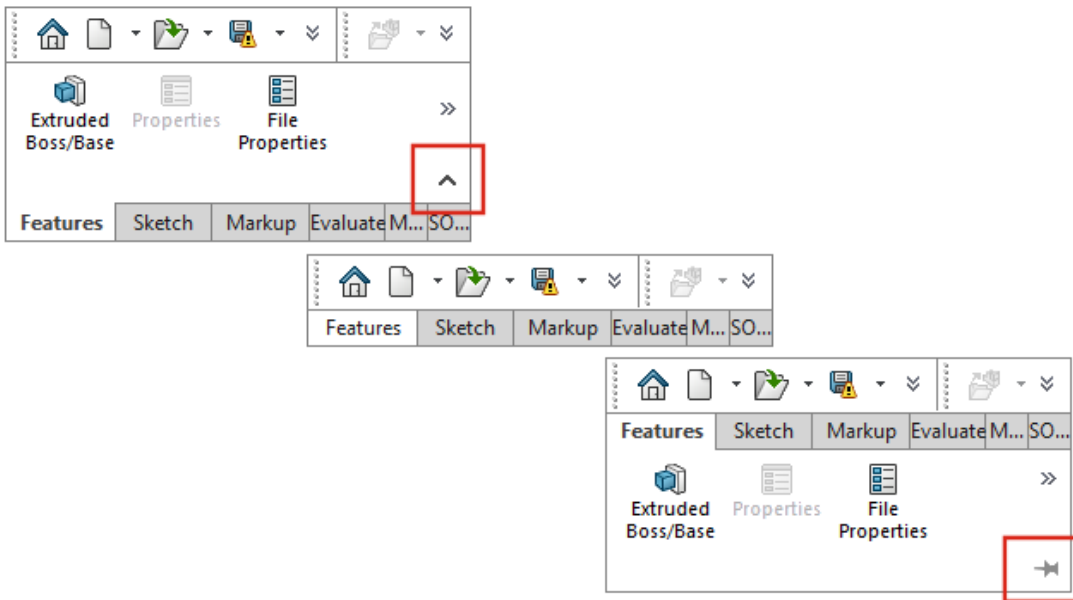 Extruded Boss/Base Properties File Properties
Features Sketch Markup Evaluate M... SO...
Features Sketch Markup Evaluate M... SO...
Features Sketch Markup Evaluate M... SO...
Extruded Boss/Base Properties File Properties